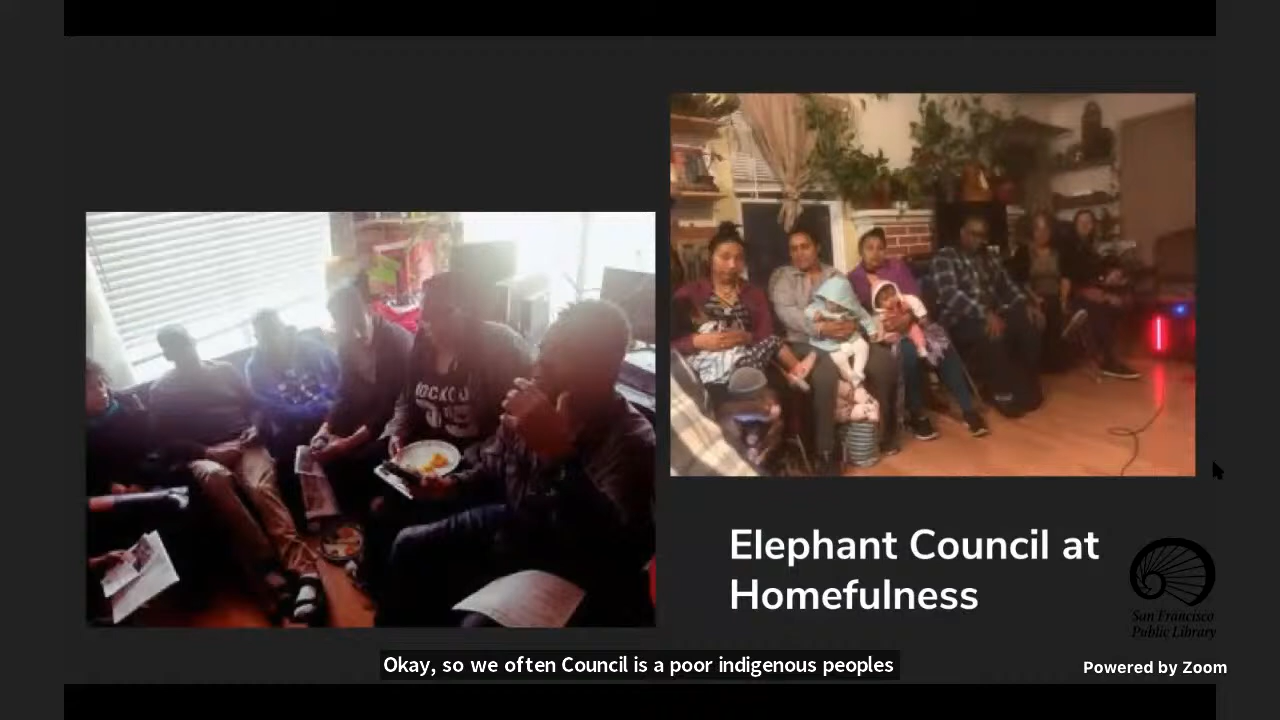 Elephant Council at
Homefulness
San Francisco
Public Library
Okay, so we often Council is a poor indigenous peoples
Powered by Zoom